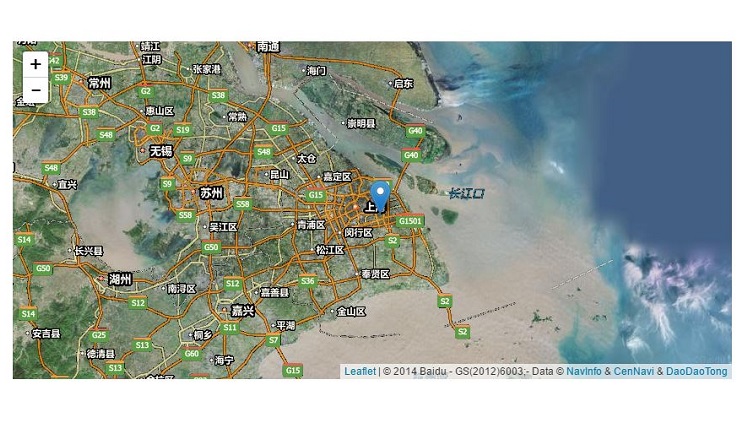 靖江
南通
+
江阴
张家港
海门
G42
S39
常州
G2
S38
启东
惠山区
S38
常熟
崇明县
G2
S19
G15
G40
S48
无锡
S48
太仓
G40
S9
S48
昆山
嘉定区
宜兴
S9
苏州
G15
长江口
S58
S58
上海
吴江区
青浦区
G1501
S14
闵行区
S2
长兴县
G50
松江区
G50
湖州
奉贤区
S12
S36
南浔区
嘉善县
S12
S2
S14
嘉兴
金山区
安吉县
S11
平湖
G25
桐乡
S2
S13
S7
德清县
G60
海宁
S13
G15
Leaflet | © 2014 Baidu - GS(2012)6003;- Data © NavInfo & CenNavi & DaoDaoTong